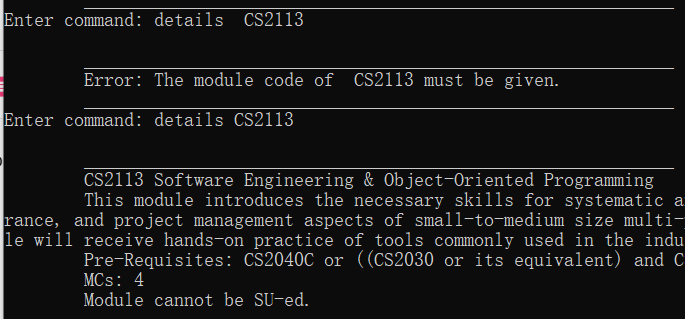 Enter command: details  CS2113
Error: The module code of  CS2113 must be given.
Enter command: details CS2113
CS2113 Software Engineering & Object-Oriented Programming
This module introduces the necessary skills for systematic a
rance, and project management aspects of small-to-medium size multi-
le will receive hands-on practice of tools commonly used in the indu
Pre-Requisites: CS2040C or ((CS2030 or its equivalent) and C
MCs: 4
Module cannot be SU-ed.